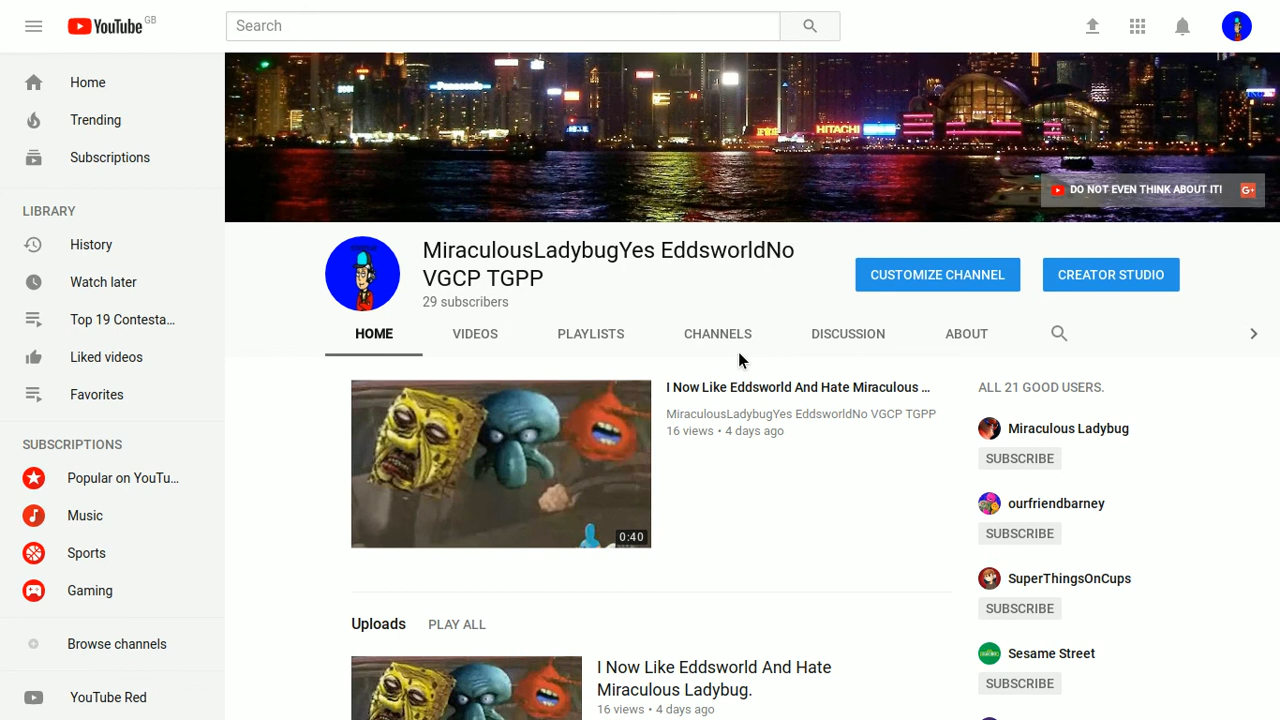 YouTube GB
Search
Home
Trending
Subscriptions
LIBRARY
History
Watch later
Top 19 Contesta...
Liked videos
Favorites
SUBSCRIPTIONS
Popular on YouTu...
Music
Sports
Gaming
Browse channels
YouTube Red
Panasonic
HITACHI
DO NOT EVEN THINK ABOUT IT!
G+
MiraculousLadybugYes EddsworldNo
VGCP TGPP
29 subscribers
CUSTOMIZE CHANNEL
CREATOR STUDIO
HOME
VIDEOS
PLAYLISTS
CHANNELS
DISCUSSION
ABOUT
0:40
I Now Like Eddsworld And Hate Miraculous ...
MiraculousLadybugYes EddsworldNo VGCP TGPP
16 views • 4 days ago
Uploads
PLAY ALL
I Now Like Eddsworld And Hate
Miraculous Ladybug.
16 views • 4 days ago
ALL 21 GOOD USERS.
Miraculous Ladybug
SUBSCRIBE
ourfriendbarney
SUBSCRIBE
SuperThingsOnCups
SUBSCRIBE
Sesame Street
SUBSCRIBE